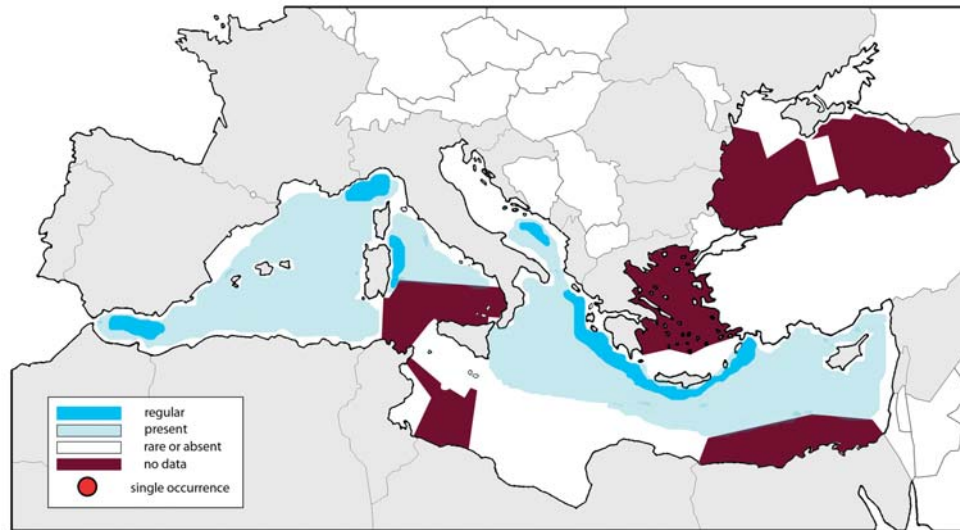 regular
present
rare or absent
no data
single occurrence